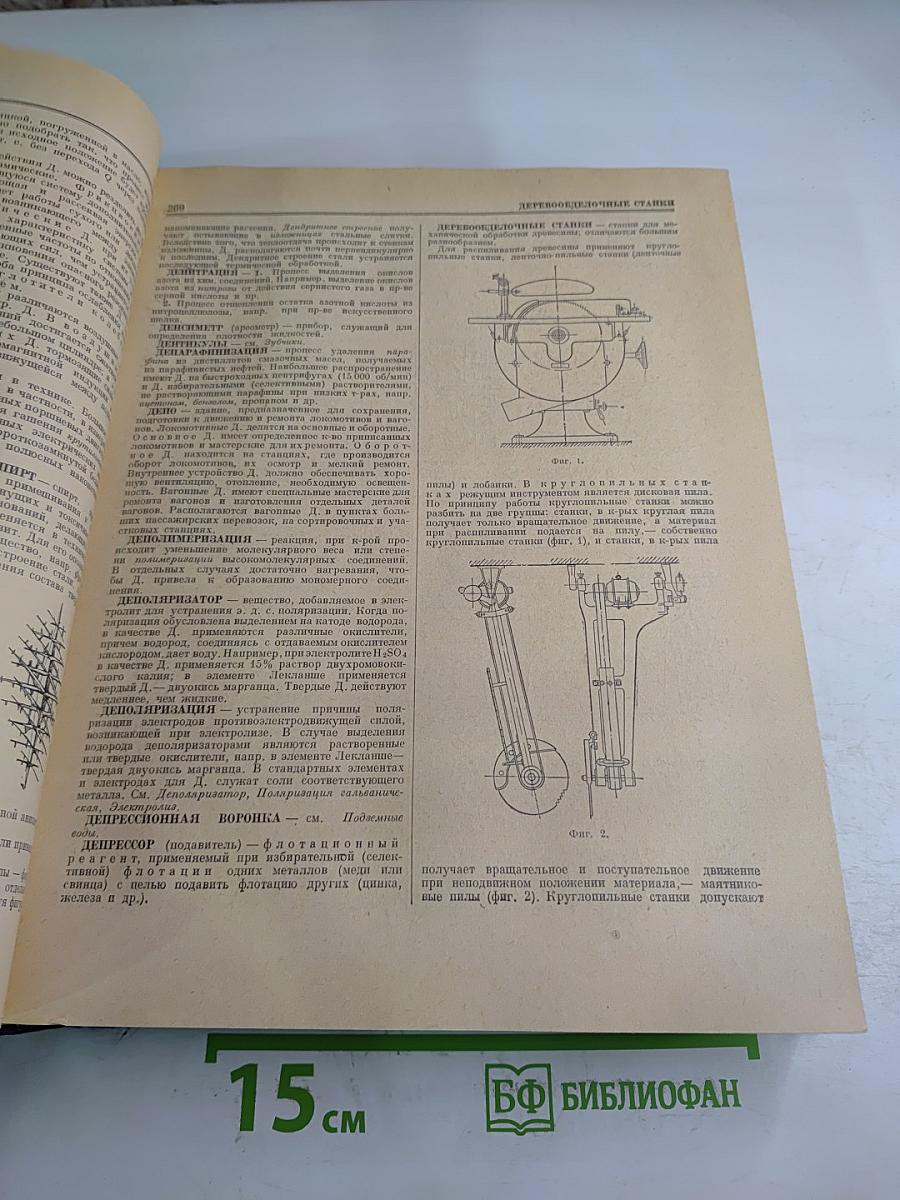 260
ДЕРЕВООБДЕЛОЧНЫЕ СТАНКИ
напоминающие растения. Дендритное строение полу-
чают остывающие в изложницах стальные слитки.
Вследствие того, что теплоотдача происходит к стенкам
изложницы, Д. располагаются почти перпендикулярно
к последним. Дендритное строение стали устраняется
последующей термической обработкой.
ДЕНИТРАЦИЯ — 1. Процесс выделения окислов
азота из хим. соединений. Например, выделение окислов
азота из нитрозы от действия сернистого газа в пр-ве
серной кислоты и пр.
2. Процесс отщепления остатка азотной кислоты из
нитроцеллюлозы, напр. при пр-ве искусственного
шелка.
ДЕНСИМЕТР (ареометр) — прибор, служащий для
определения плотности жидкостей.
ДЕНТИКУЛЫ — см. Зубчики.
ДЕПАРАФИНИЗАЦИЯ — процесс удаления пара-
фина из дистиллатов смазочных масел, получаемых
из парафинистых нефтей. Наибольшее распространение
имеют Д. на быстроходных центрифугах (15 000 об/мин)
и Д. избирательными (селективными) растворителями,
не растворяющими парафины при низких т-рах, напр.
ацетоном, бензолом, пропаном и др.
ДЕПО — здание, предназначенное для сохранения,
подготовки к движению и ремонта локомотивов и ваго-
нов. Локомотивные Д. делятся на основные и оборотные.
Основное Д. имеет определенное к-во приписанных
локомотивов и мастерские для их ремонта. Оборот-
ное Д. находится на станциях, где производится
оборот локомотивов, их осмотр и мелкий ремонт.
Внутреннее устройство Д. должно обеспечивать хоро-
шую вентиляцию, отопление, необходимую освещен-
ность. Вагонные Д. имеют специальные мастерские для
ремонта вагонов и изготовления отдельных деталей
вагонов. Располагаются вагонные Д. в пунктах боль-
ших пассажирских перевозок, на сортировочных и уча-
стковых станциях.
ДЕПОЛИМЕРИЗАЦИЯ — реакция, при к-рой про-
исходит уменьшение молекулярного веса или степе-
ни полимеризации высокомолекулярных соединений.
В отдельных случаях достаточно нагревания, что-
бы Д. привела к образованию мономерного соеди-
нения.
ДЕПОЛЯРИЗАТОР — вещество, добавляемое в элек-
тролит для устранения э. д. с. поляризации. Когда по-
ляризация обусловлена выделением на катоде водорода,
в качестве Д. применяются различные окислители,
причем водород, соединяясь с отдаваемым окислителем
кислородом, дает воду. Например, при электролите H₂SO₄
в качестве Д. применяется 15% раствор двухромовоки-
слого калия; в элементе Лекланше применяется
твердый Д.— двуокись марганца. Твердые Д. действуют
медленнее, чем жидкие.
ДЕПОЛЯРИЗАЦИЯ — устранение причины поля-
ризации электродов противоэлектродвижущей силой,
возникающей при электролизе. В случае выделения
водорода деполяризаторами являются растворенные
или твердые окислители, напр. в элементе Лекланше—
твердая двуокись марганца. В стандартных элементах
и электродах для Д. служат соли соответствующего
металла. См. Деполяризатор, Поляризация гальваниче-
ская, Электролиз.
ДЕПРЕССИОННАЯ ВОРОНКА — см. Подземные
воды.
ДЕПРЕССОР (подавитель) — флотационный
реагент, применяемый при избирательной (селек-
тивной) флотации одних металлов (меди или
свинца) с целью подавить флотацию других (цинка,
железа и др.).
ДЕРЕВООБДЕЛОЧНЫЕ СТАНКИ — станки для ме-
ханической обработки древесины; отличаются большим
разнообразием.
Для распиливания древесины применяют кругло-
пильные станки, ленточно-пильные станки (ленточные
Фиг. 1.
пилы) и лобзики. В круглопильных стан-
ках режущим инструментом является дисковая пила.
По принципу работы круглопильные станки можно
разбить на две группы: станки, в к-рых круглая пила
получает только вращательное движение, а материал
при распиливании подается на пилу,— собственно
круглопильные станки (фиг. 1), и станки, в к-рых пила
Фиг. 2.
получает вращательное и поступательное движение
при неподвижном положении материала,— маятнико-
вые пилы (фиг. 2). Круглопильные станки допускают
15 см
БФ БИБЛИОФАН